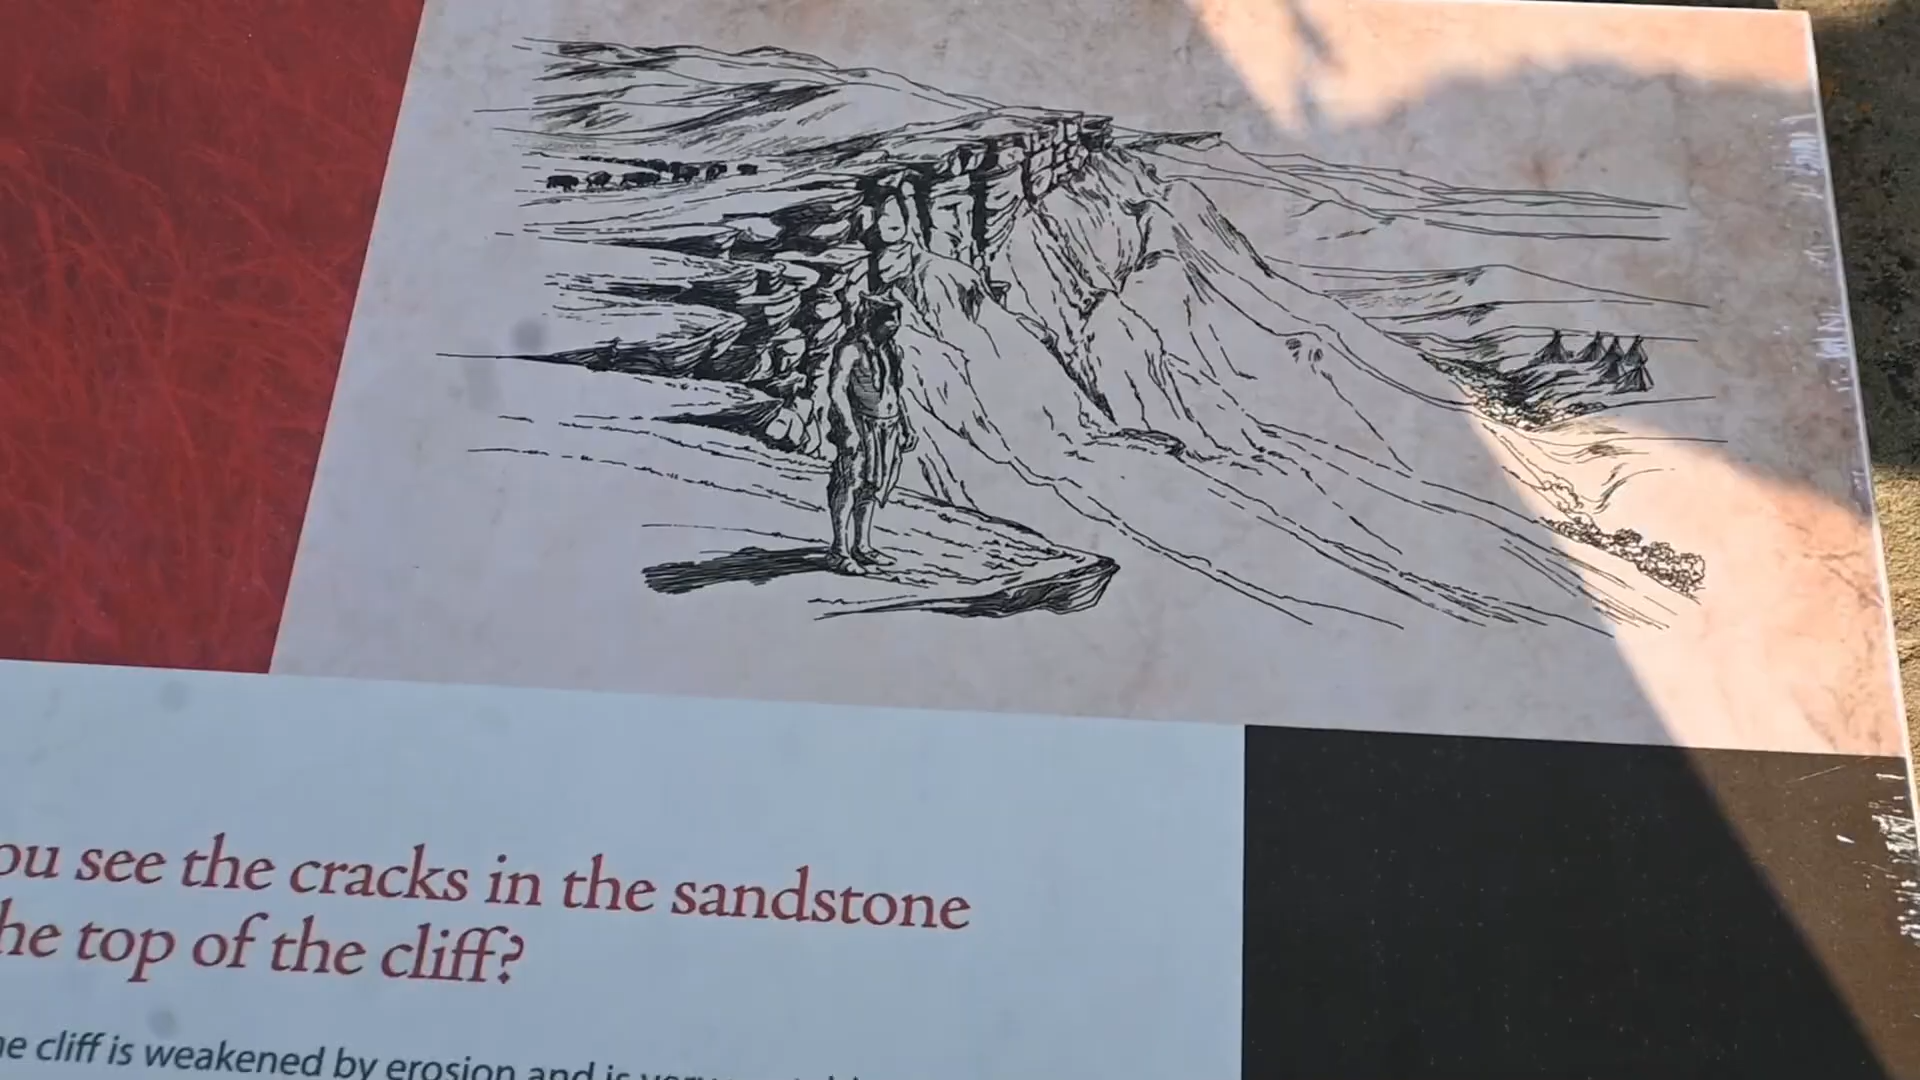 ou see the cracks in the sandstone
he top of the cliff?
e cliff is weakened by erosion and is